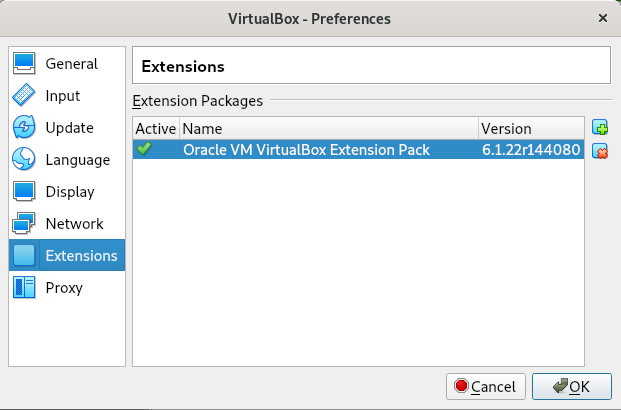 VirtualBox - Preferences
General
Input
Update
Language
Display
Network
Extensions
Proxy
Extensions
Extension Packages
Active Name Version
Oracle VM VirtualBox Extension Pack 6.1.22r144080
Cancel OK